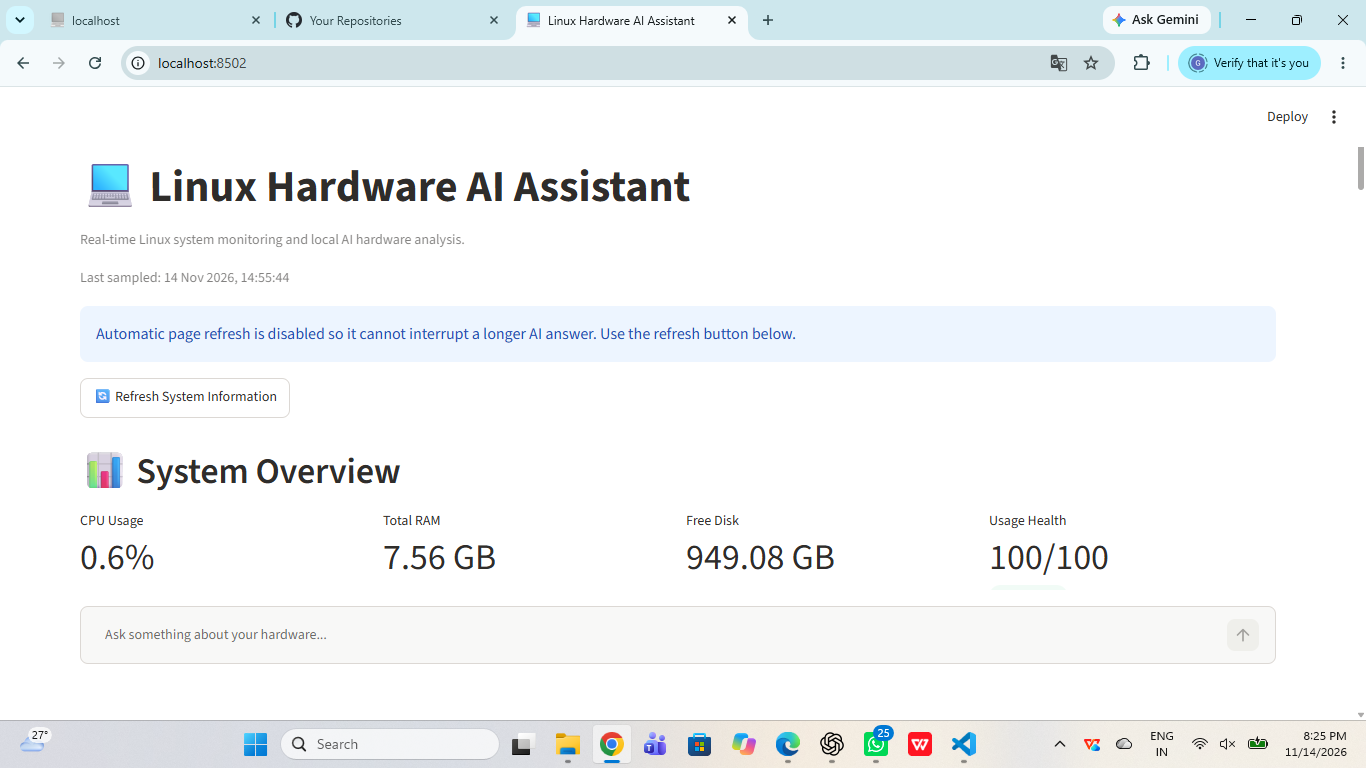 localhost
Your Repositories
Linux Hardware AI Assistant
Ask Gemini
localhost:8502
G
Verify that it's you
Deploy
Linux Hardware AI Assistant
Real-time Linux system monitoring and local AI hardware analysis.
Last sampled: 14 Nov 2026, 14:55:44
Automatic page refresh is disabled so it cannot interrupt a longer AI answer. Use the refresh button below.
Refresh System Information
System Overview
CPU Usage
Total RAM
Free Disk
Usage Health
0.6%
7.56 GB
949.08 GB
100/100
Ask something about your hardware...
27°
Search
25
ENG
IN
8:25 PM
11/14/2026